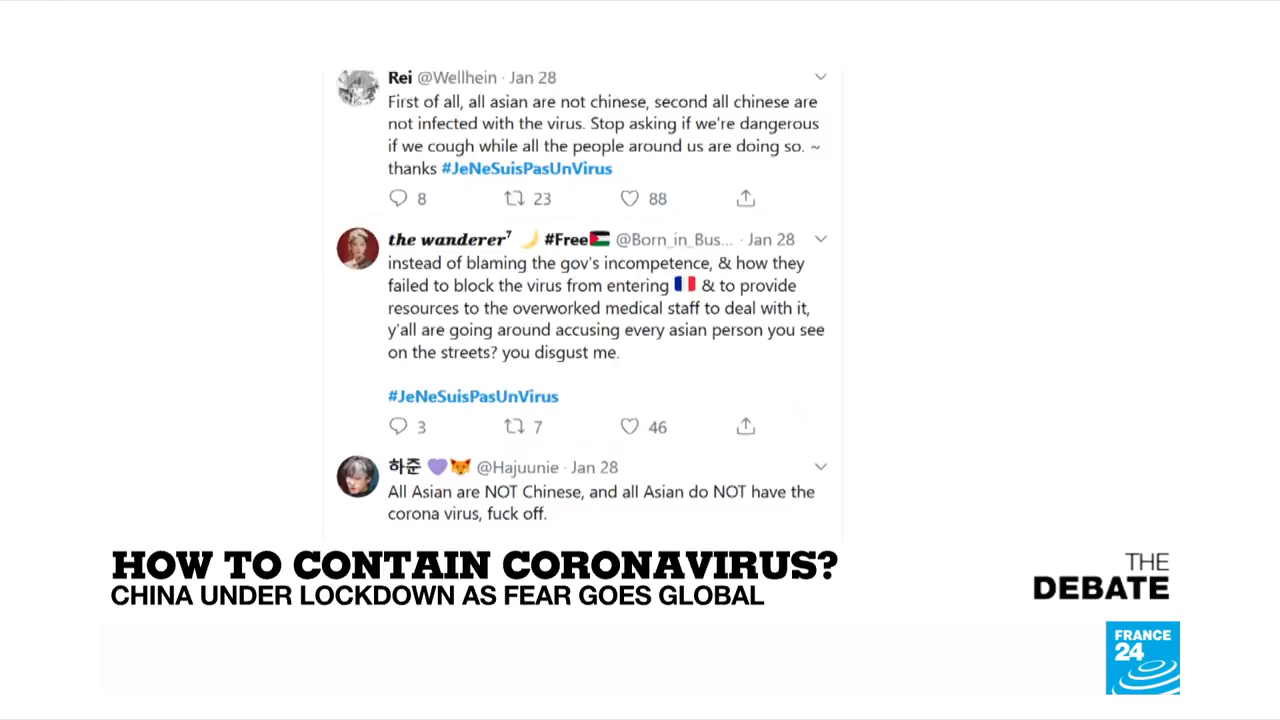 Rei @Wellhein · Jan 28
First of all, all asian are not chinese, second all chinese are
not infected with the virus. Stop asking if we're dangerous
if we cough while all the people around us are doing so. ~
thanks #JeNeSuisPasUnVirus
8 23 88
the wanderer⁷ 🌙 #Free🇵🇸 @Born_in_Bus... · Jan 28
instead of blaming the gov's incompetence, & how they
failed to block the virus from entering 🇫🇷 & to provide
resources to the overworked medical staff to deal with it,
y'all are going around accusing every asian person you see
on the streets? you disgust me.
#JeNeSuisPasUnVirus
3 7 46
하준 💜🦊 @Hajuunie · Jan 28
All Asian are NOT Chinese, and all Asian do NOT have the
corona virus, fuck off.
HOW TO CONTAIN CORONAVIRUS?
CHINA UNDER LOCKDOWN AS FEAR GOES GLOBAL
THE
DEBATE
FRANCE
24